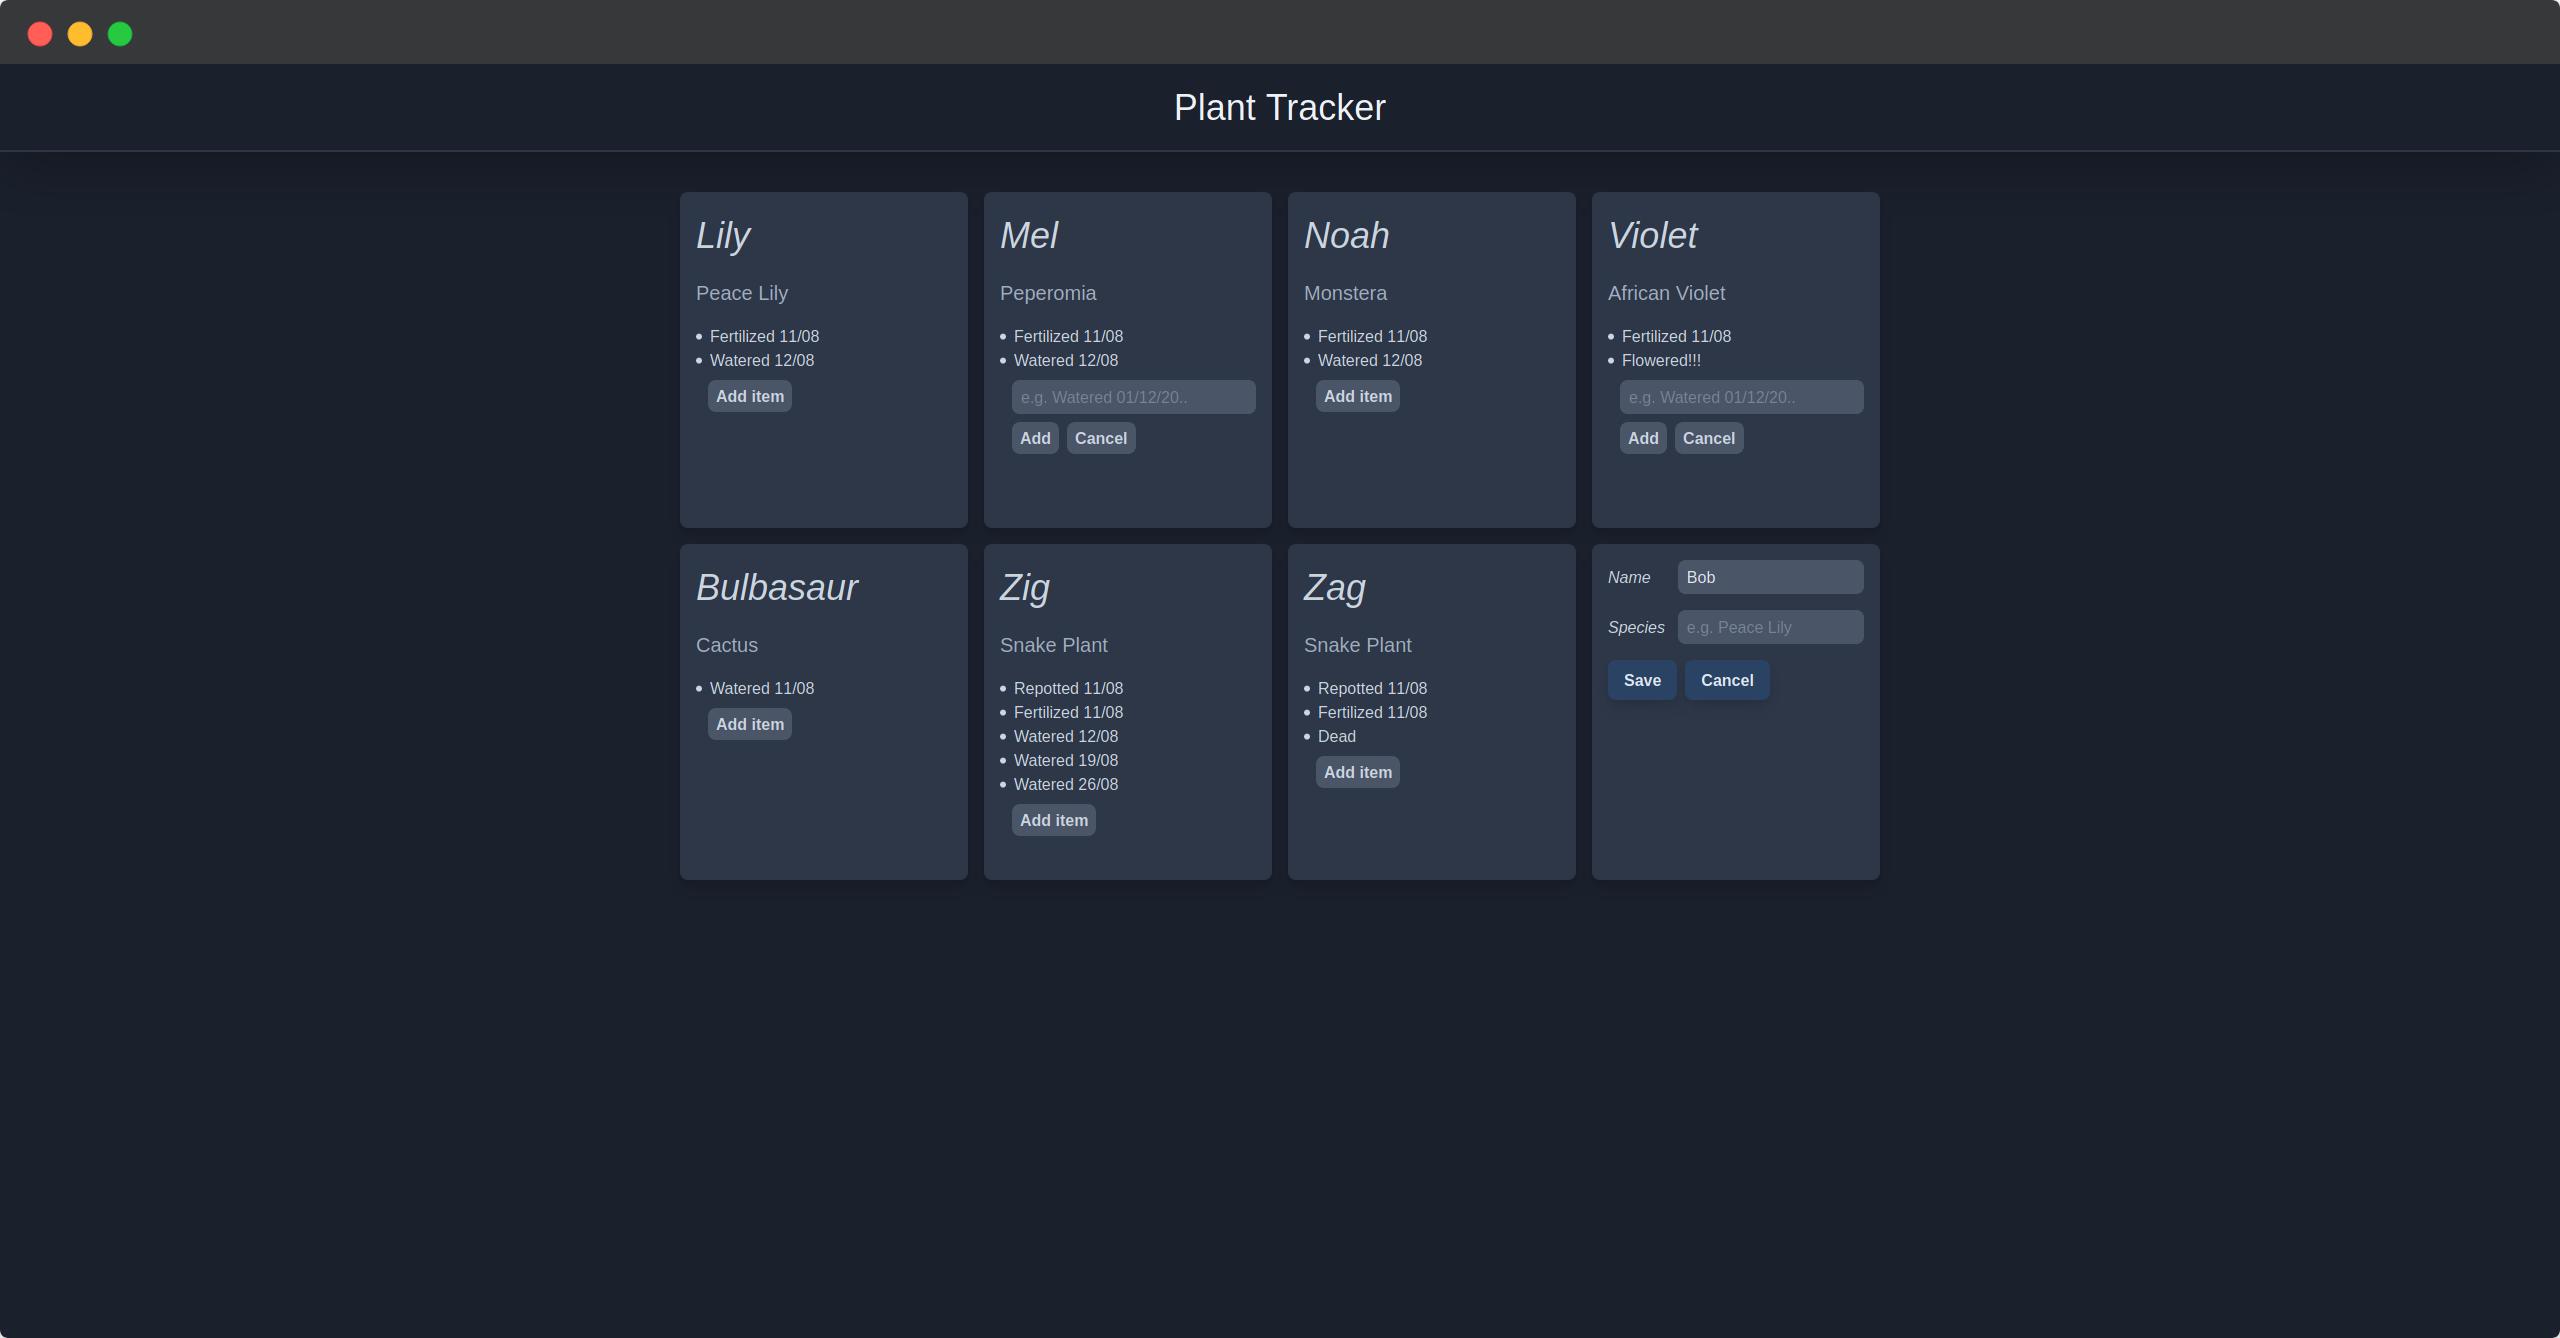 Plant Tracker
Lily
Peace Lily
Fertilized 11/08
Watered 12/08
Add item
Mel
Peperomia
Fertilized 11/08
Watered 12/08
e.g. Watered 01/12/20..
Add Cancel
Noah
Monstera
Fertilized 11/08
Watered 12/08
Add item
Violet
African Violet
Fertilized 11/08
Flowered!!!
e.g. Watered 01/12/20..
Add Cancel
Bulbasaur
Cactus
Watered 11/08
Add item
Zig
Snake Plant
Repotted 11/08
Fertilized 11/08
Watered 12/08
Watered 19/08
Watered 26/08
Add item
Zag
Snake Plant
Repotted 11/08
Fertilized 11/08
Dead
Add item
Name Bob
Species e.g. Peace Lily
Save Cancel